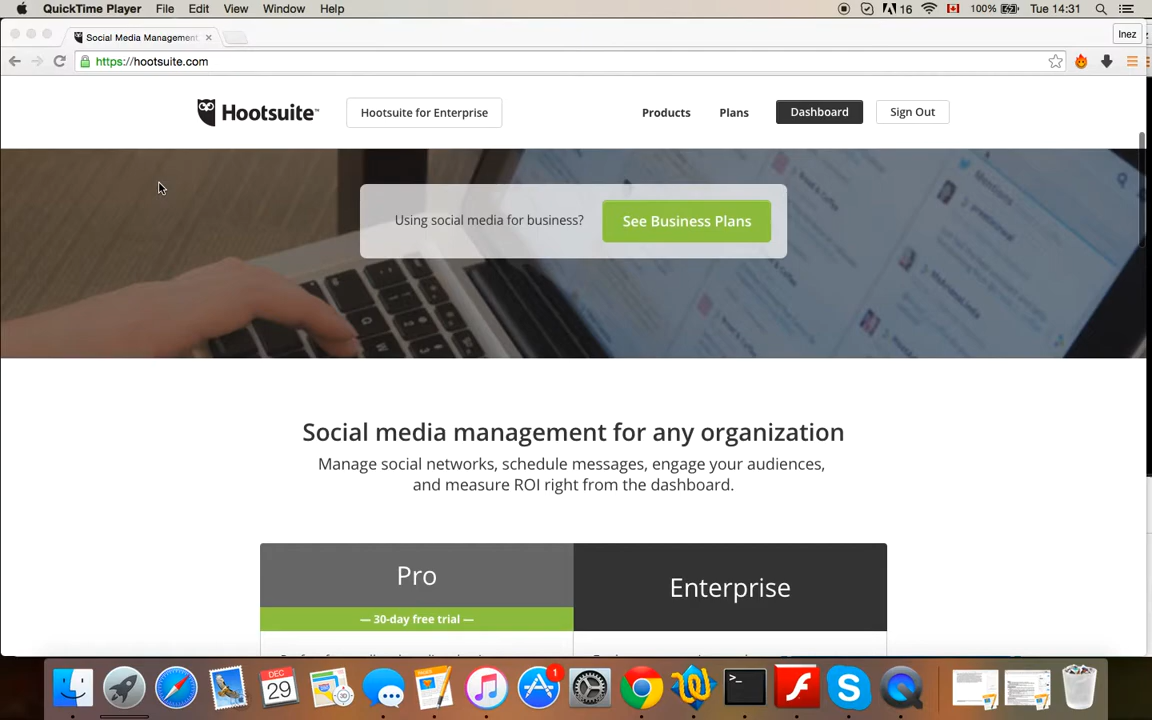 QuickTime Player File Edit View Window Help 16 100% Tue 14:31
Social Media Management Inez
https://hootsuite.com
Hootsuite™ Hootsuite for Enterprise Products Plans Dashboard Sign Out
Using social media for business? See Business Plans
Mentions
Social media management for any organization
Manage social networks, schedule messages, engage your audiences,
and measure ROI right from the dashboard.
Pro Enterprise
— 30-day free trial —
DEC
29
1